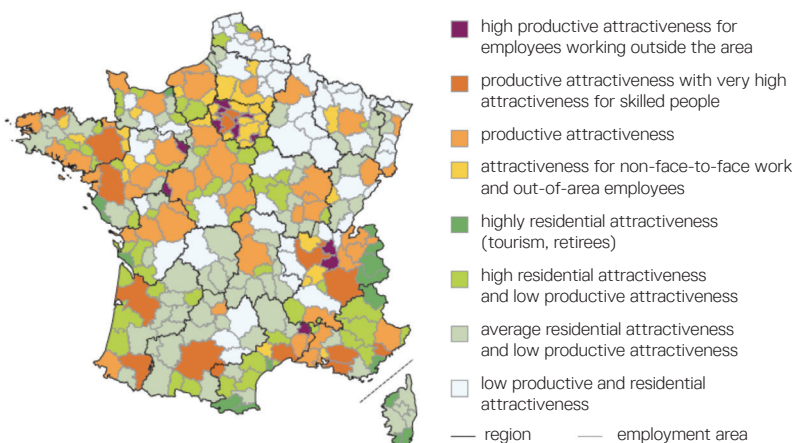 high productive attractiveness for
employees working outside the area
productive attractiveness with very high
attractiveness for skilled people
productive attractiveness
attractiveness for non-face-to-face work
and out-of-area employees
highly residential attractiveness
(tourism, retirees)
high residential attractiveness
and low productive attractiveness
average residential attractiveness
and low productive attractiveness
low productive and residential
attractiveness
region employment area